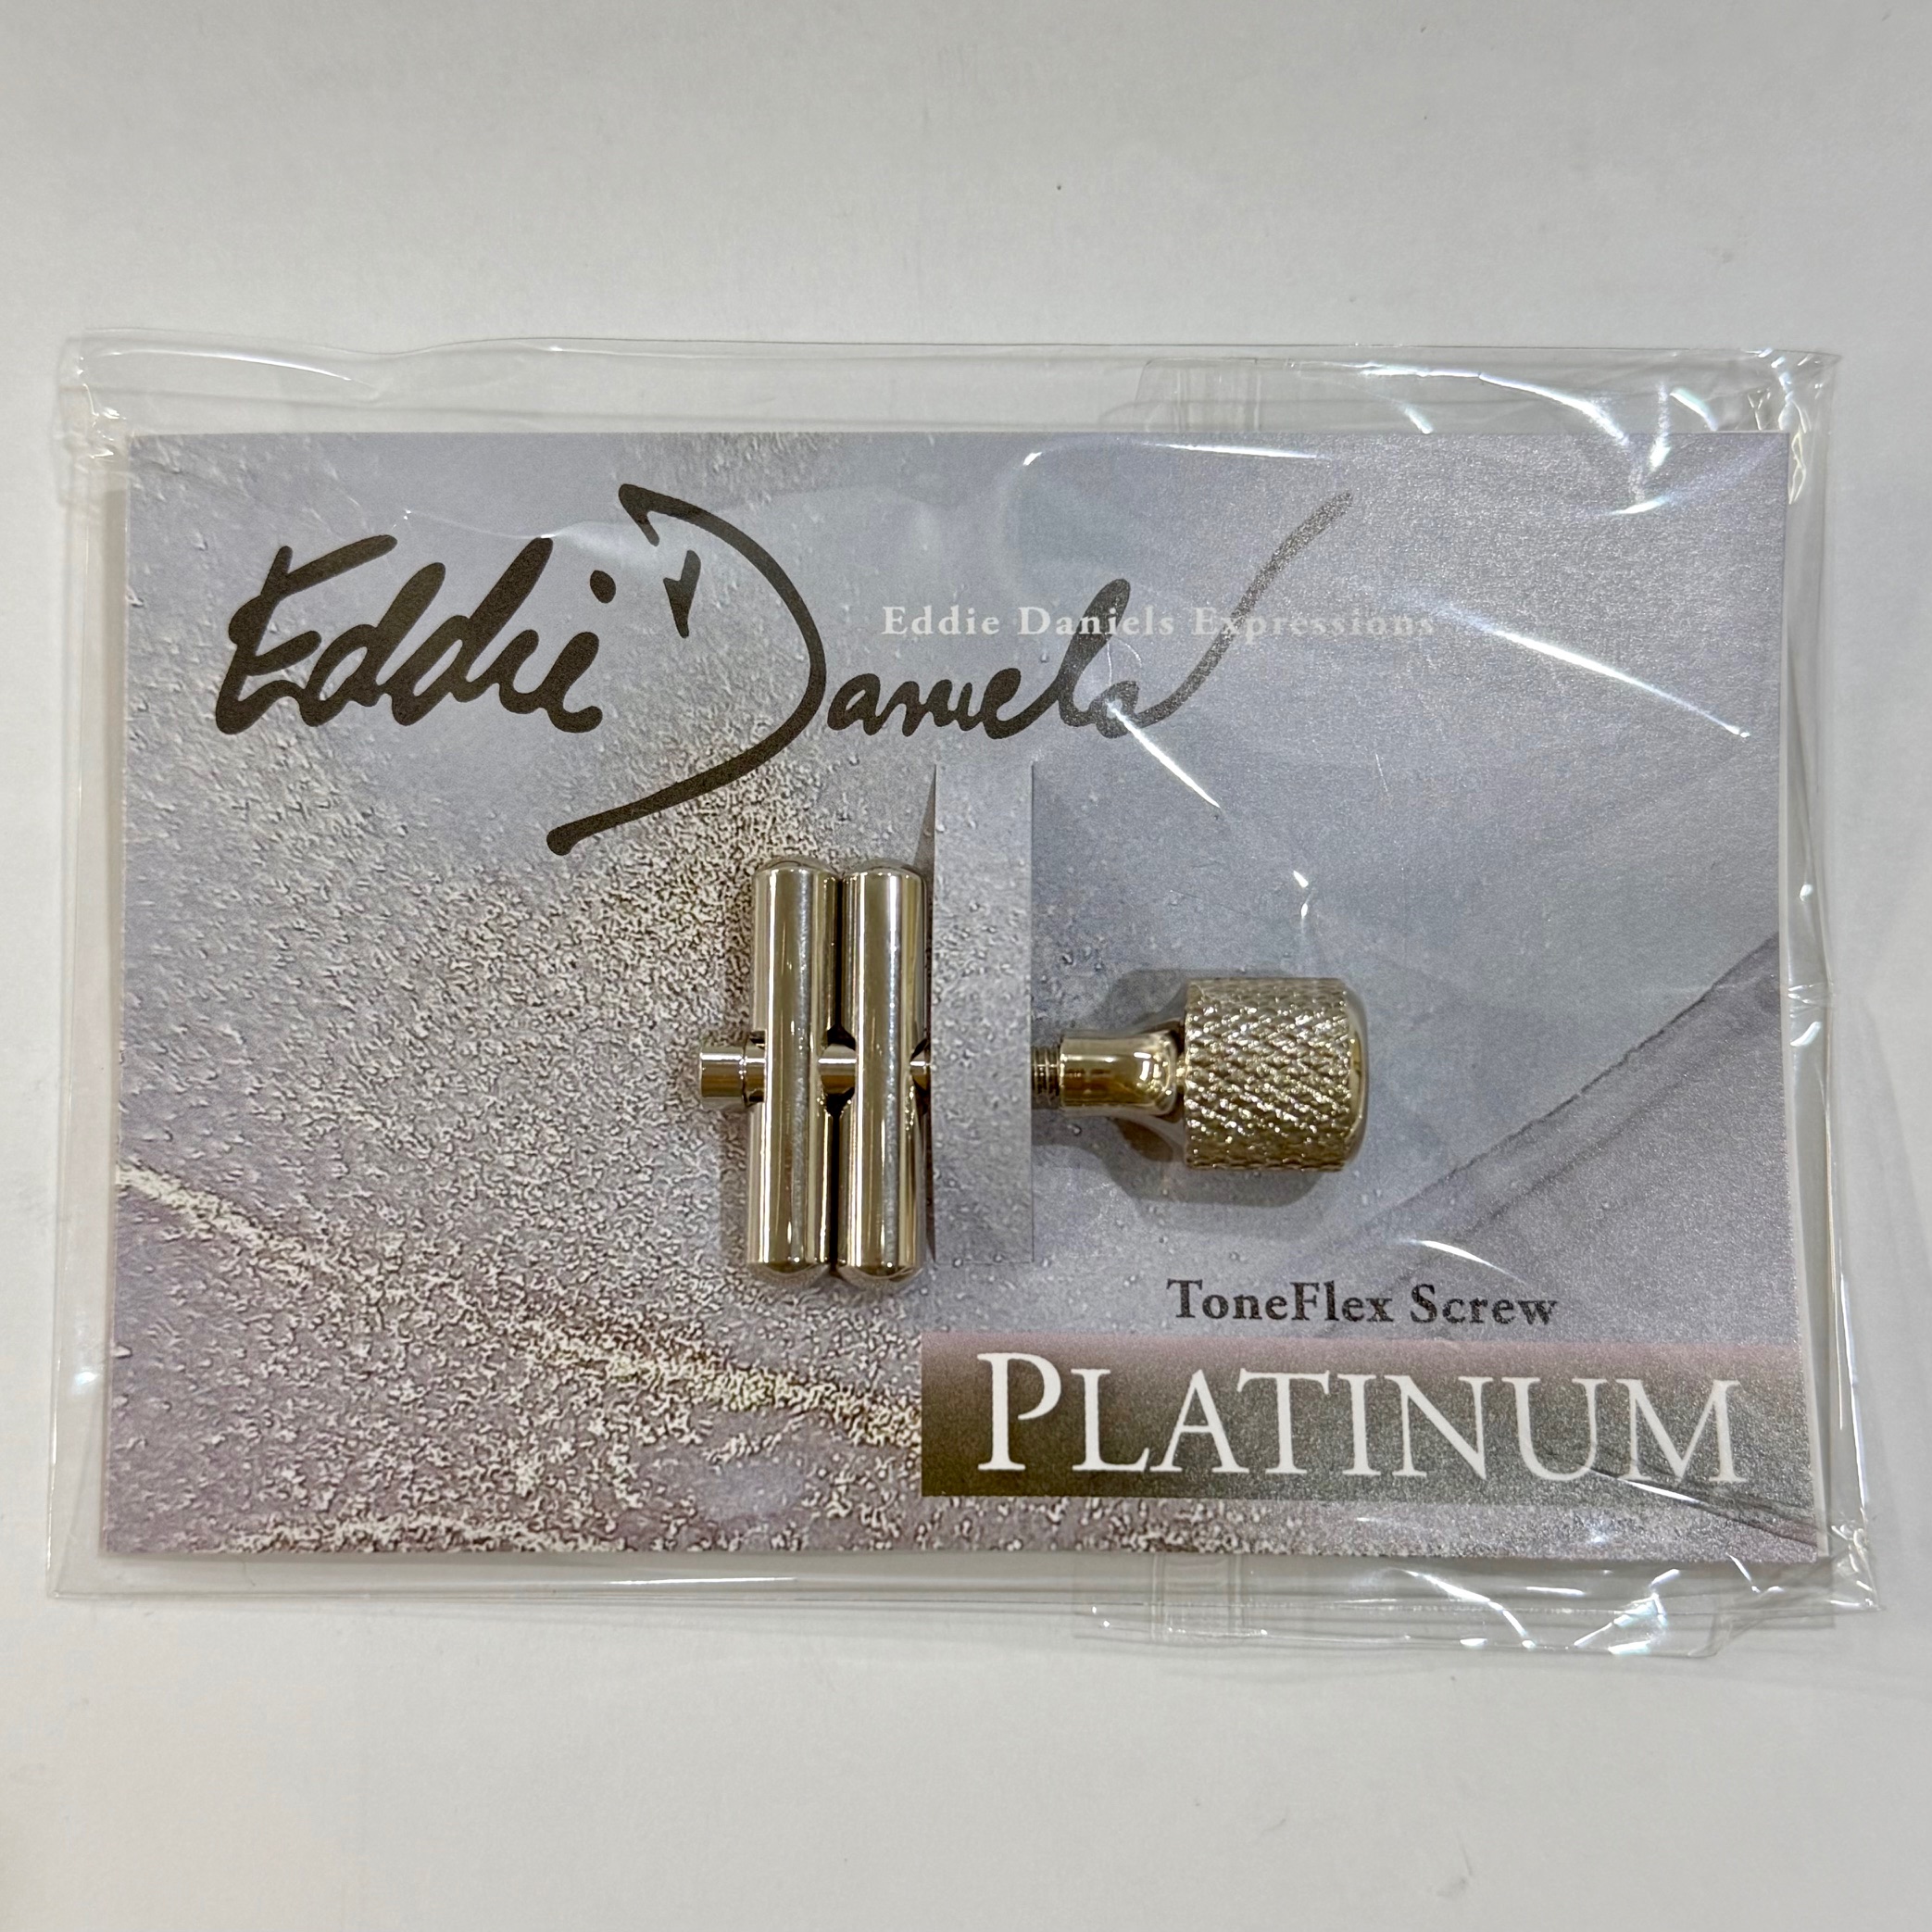 Eddie Daniels
Eddie Daniels Expressions
ToneFlex Screw
PLATINUM